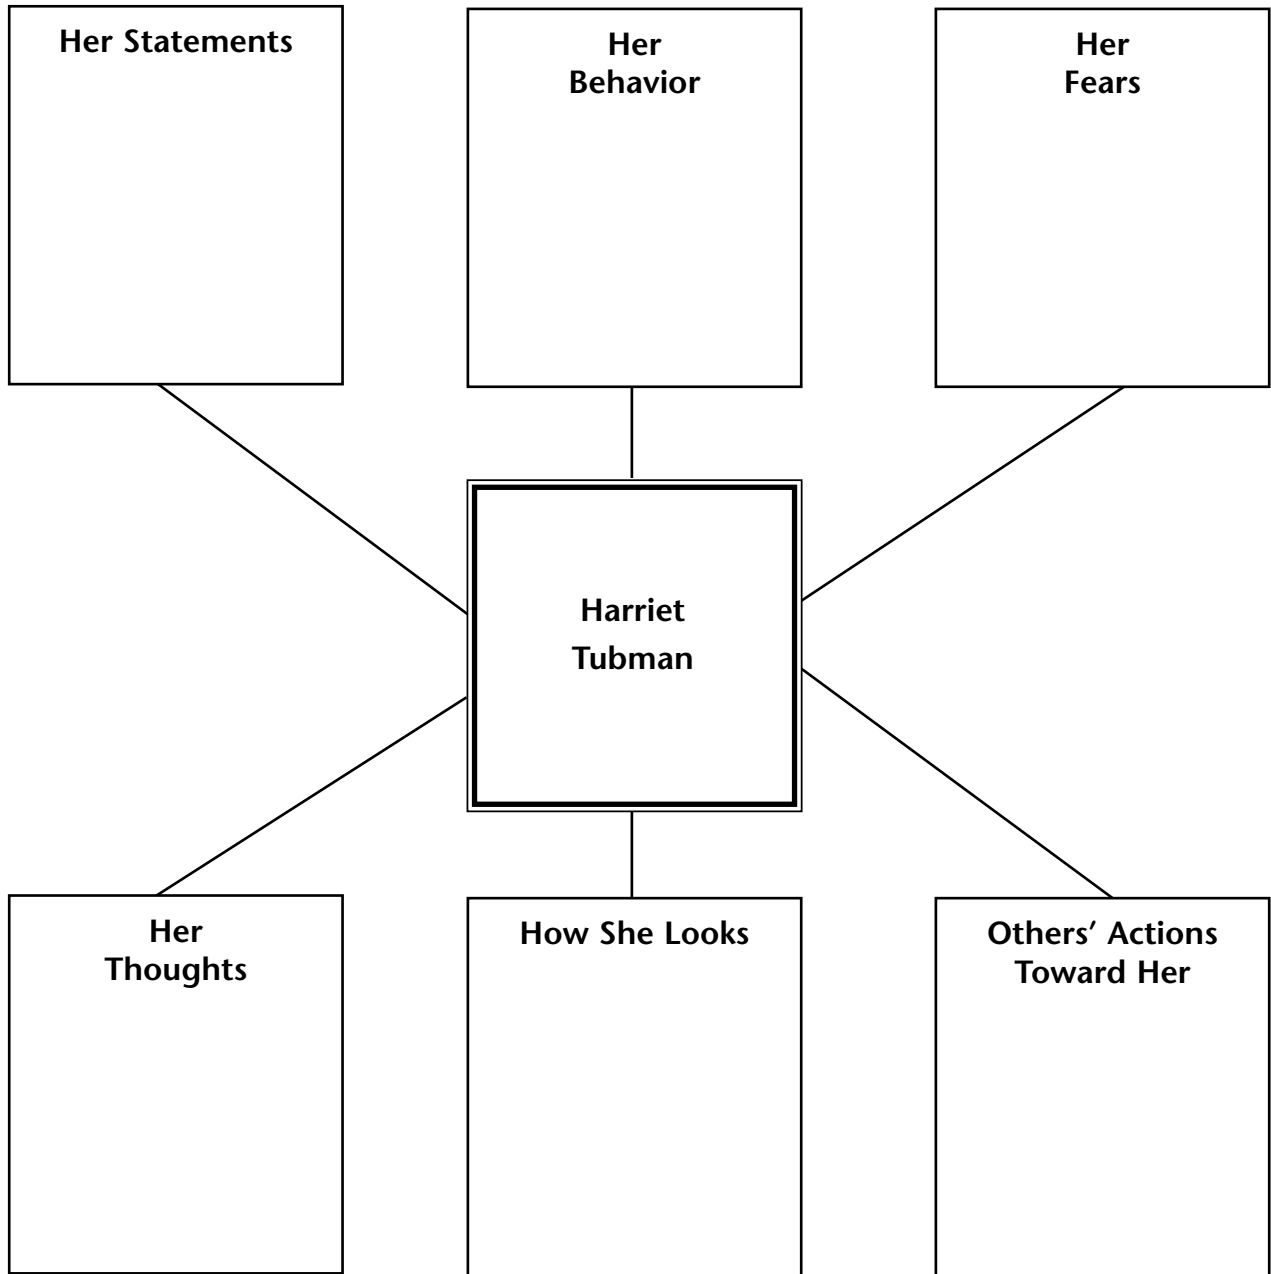 Her Statements
Her
Behavior
Her
Fears
Harriet
Tubman
Her
Thoughts
How She Looks
Others’ Actions
Toward Her